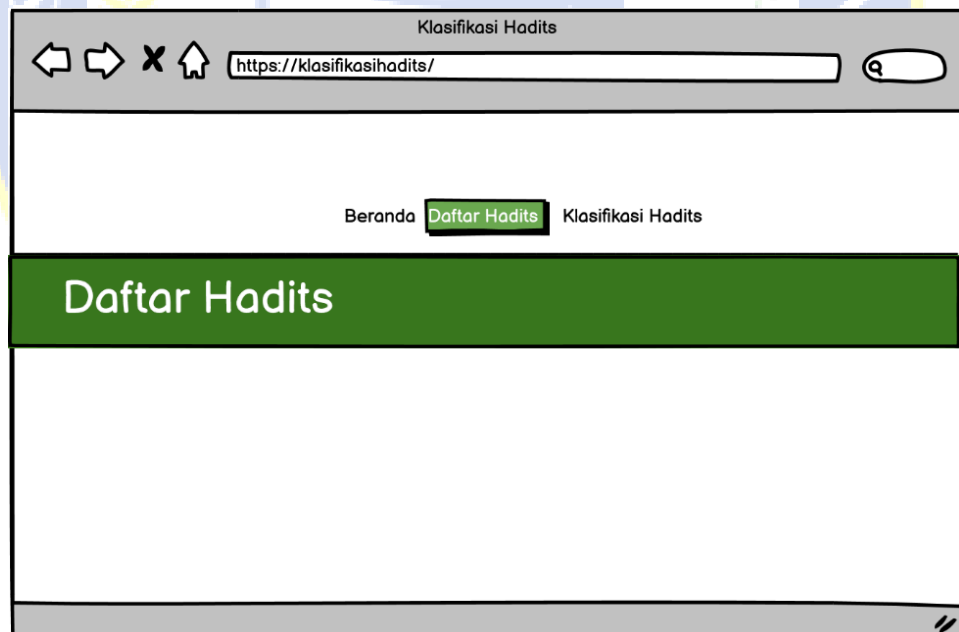 Klasifikasi Hadits
https://klasifikasihadits/
Beranda Daftar Hadits Klasifikasi Hadits
Daftar Hadits